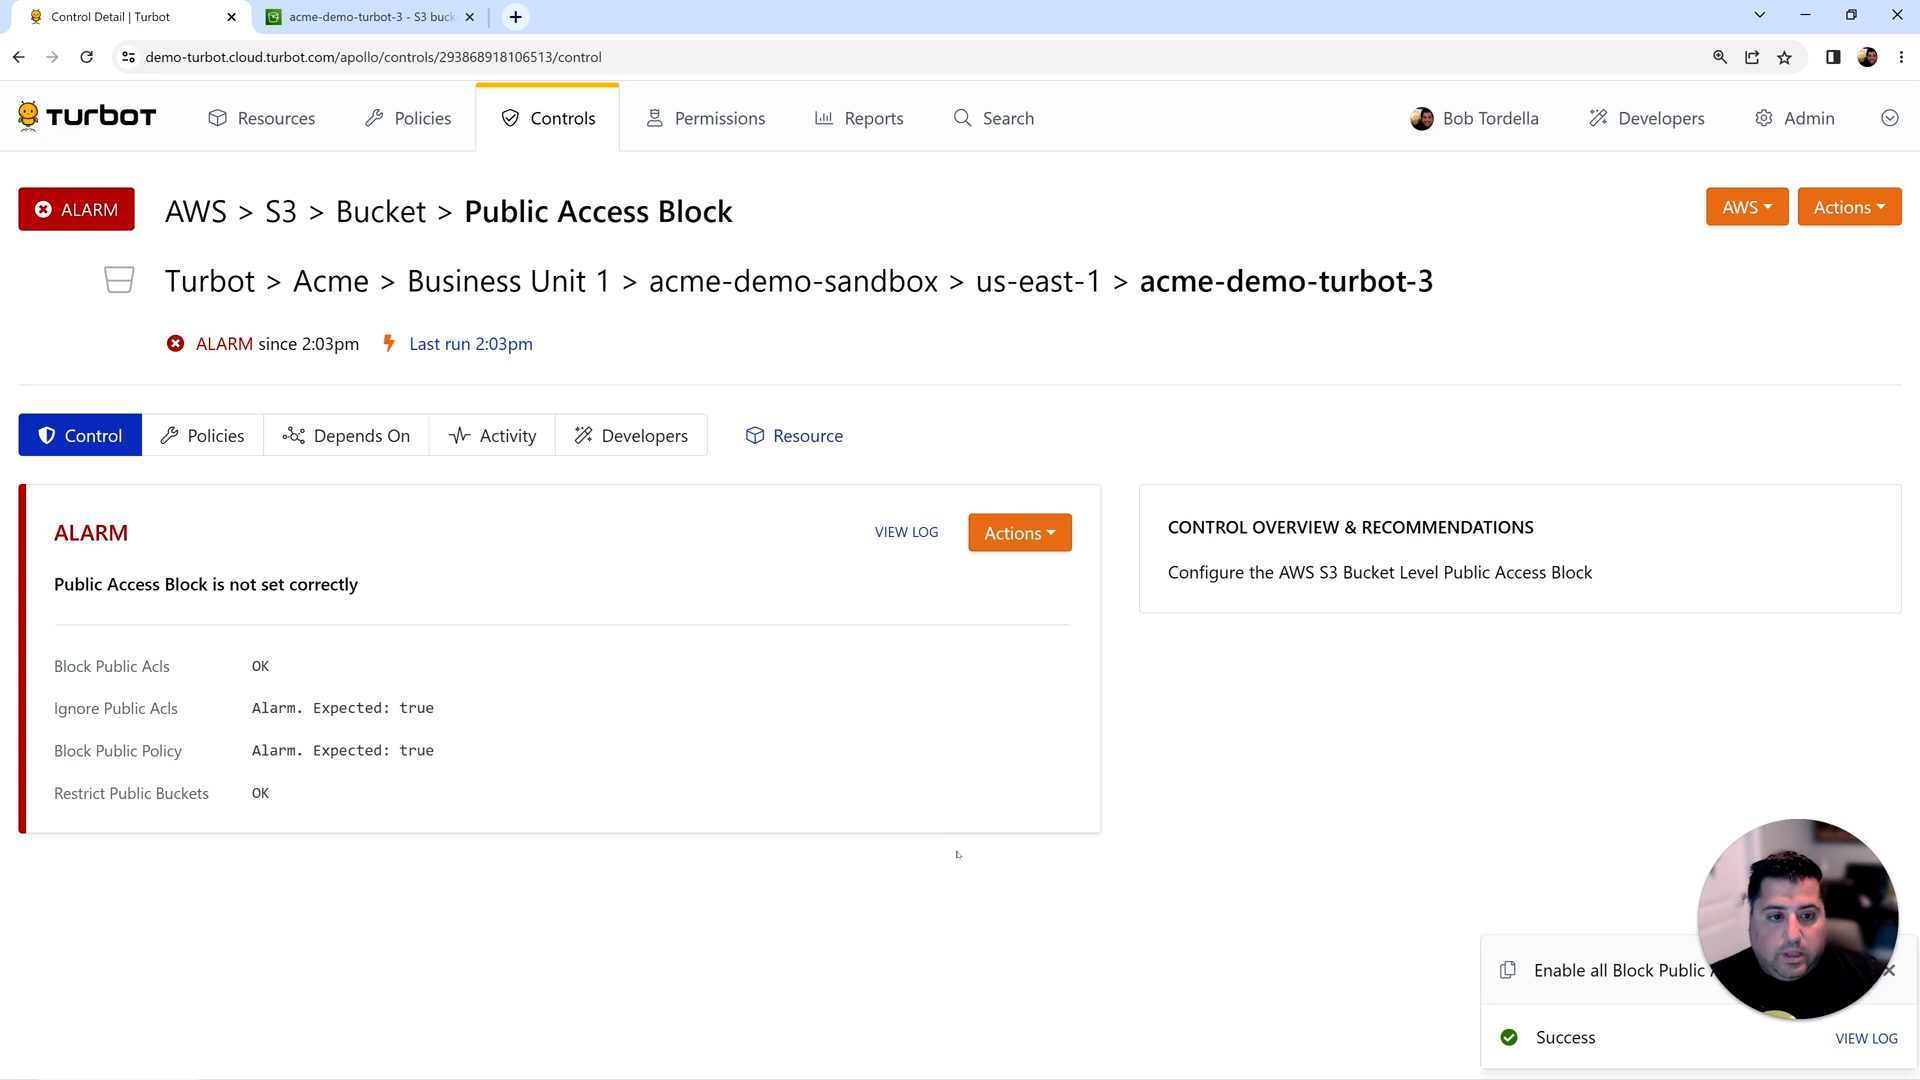 Control Detail | Turbot
acme-demo-turbot-3 - S3 buck
demo-turbot.cloud.turbot.com/apollo/controls/293868918106513/control
TURBOT
Resources
Policies
Controls
Permissions
Reports
Search
Bob Tordella
Developers
Admin
ALARM
AWS > S3 > Bucket > Public Access Block
AWS
Actions
Turbot > Acme > Business Unit 1 > acme-demo-sandbox > us-east-1 > acme-demo-turbot-3
ALARM since 2:03pm
Last run 2:03pm
Control
Policies
Depends On
Activity
Developers
Resource
ALARM
VIEW LOG
Actions
Public Access Block is not set correctly
Block Public Acls OK
Ignore Public Acls Alarm. Expected: true
Block Public Policy Alarm. Expected: true
Restrict Public Buckets OK
CONTROL OVERVIEW & RECOMMENDATIONS
Configure the AWS S3 Bucket Level Public Access Block
Enable all Block Public
Success
VIEW LOG